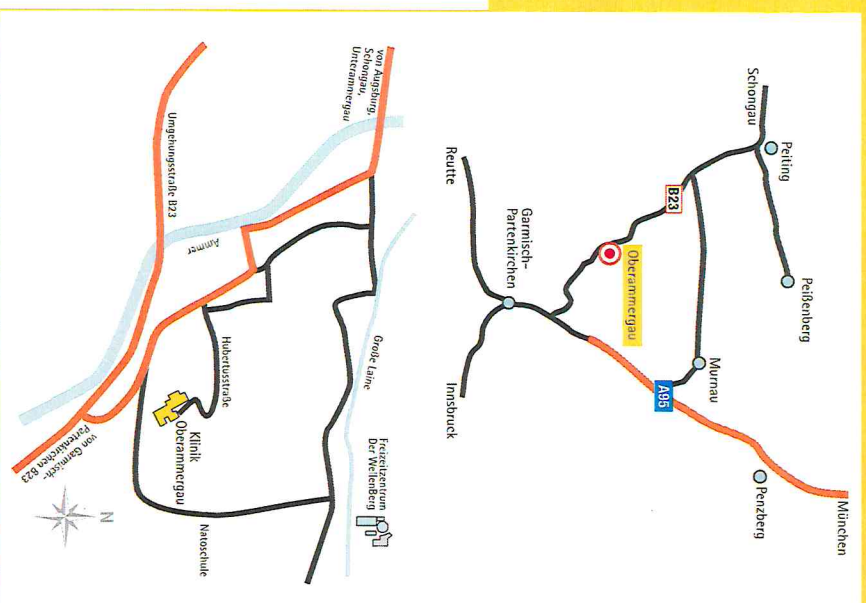 München
Penzberg
Peißenberg
Peiting
Murnau
Schongau
A95
B23
Oberammergau
Garmisch-
Partenkirchen
Reutte
Innsbruck
Freizeitzentrum
Der WellenBerg
Große Laine
von Augsburg,
Schongau,
Unterammergau
Natoschule
Hubertusstraße
Klinik
Oberammergau
Ammer
Umgehungsstraße B23
von Garmisch-
Partenkirchen B23
N